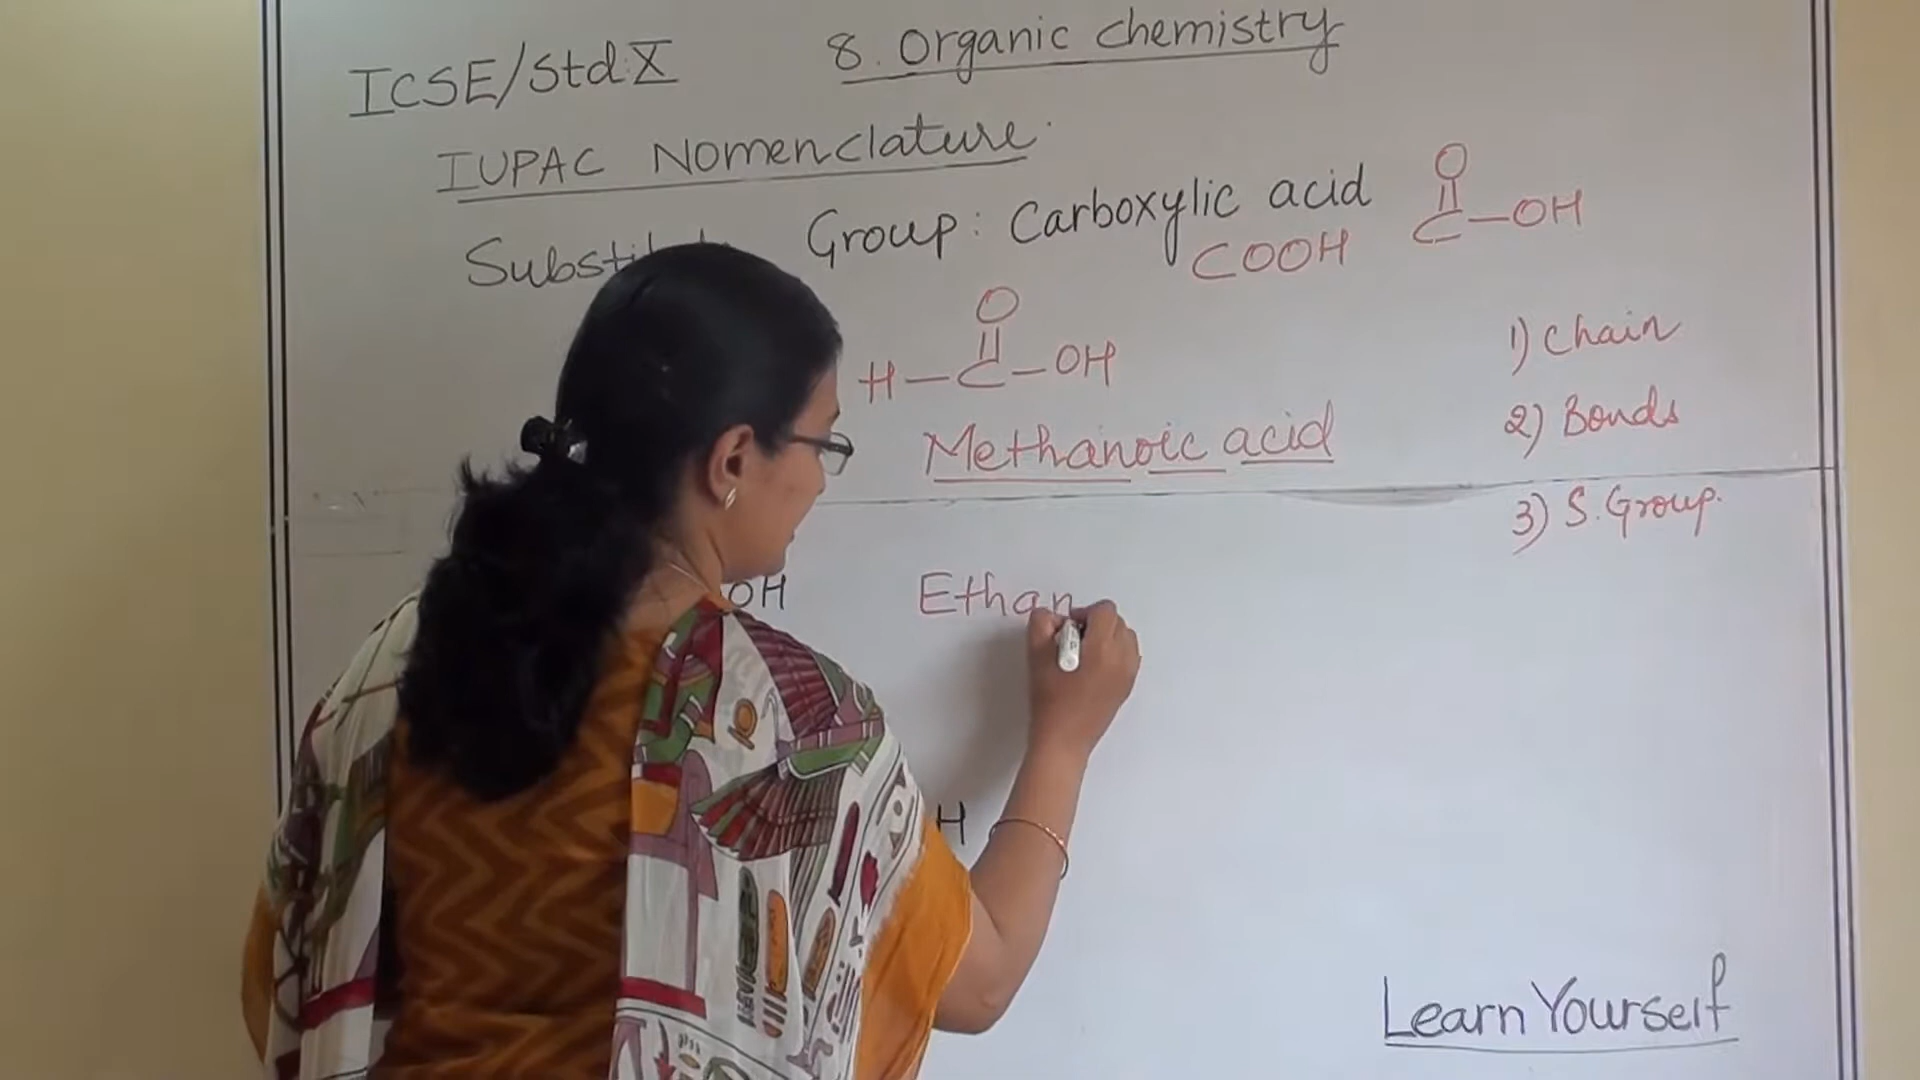 ICSE/Std X 8. Organic chemistry
IUPAC Nomenclature
Group: Carboxylic acid
COOH
O
C–OH
O
H–C–OH
Methanoic acid
1) Chain
2) Bonds
3) S. Group.
OH
Ethan
H
Learn Yourself